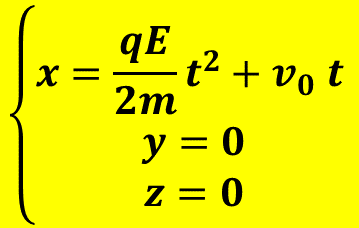 x = qE/2m t² + v₀ t
y = 0
z = 0